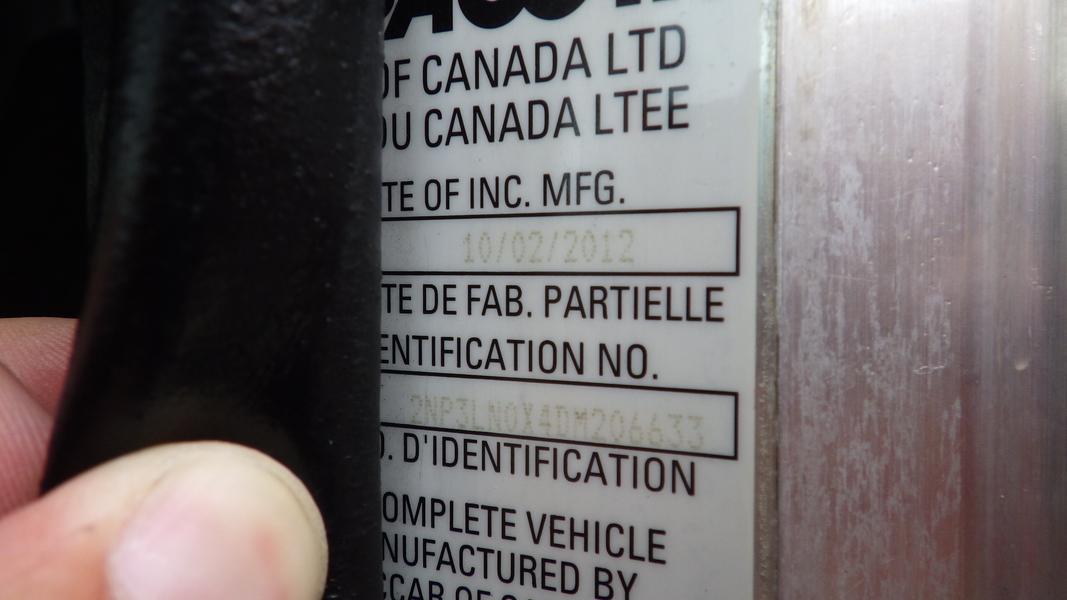 OF CANADA LTD
DU CANADA LTEE
TE OF INC. MFG.
10/02/2012
TE DE FAB. PARTIELLE
ENTIFICATION NO.
2NP3LN0X4DM206633
O. D'IDENTIFICATION
OMPLETE VEHICLE
NUFACTURED BY